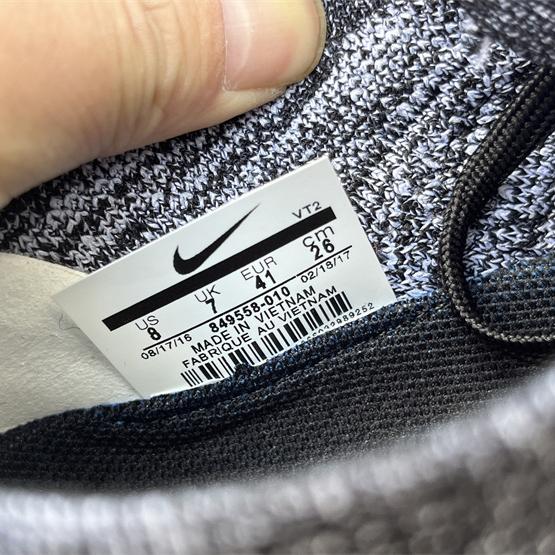 VT2
US UK EUR cm
8 7 41 26
08/17/16 849558-010 02/15/17
MADE IN VIETNAM
FABRIQUE AU VIETNAM